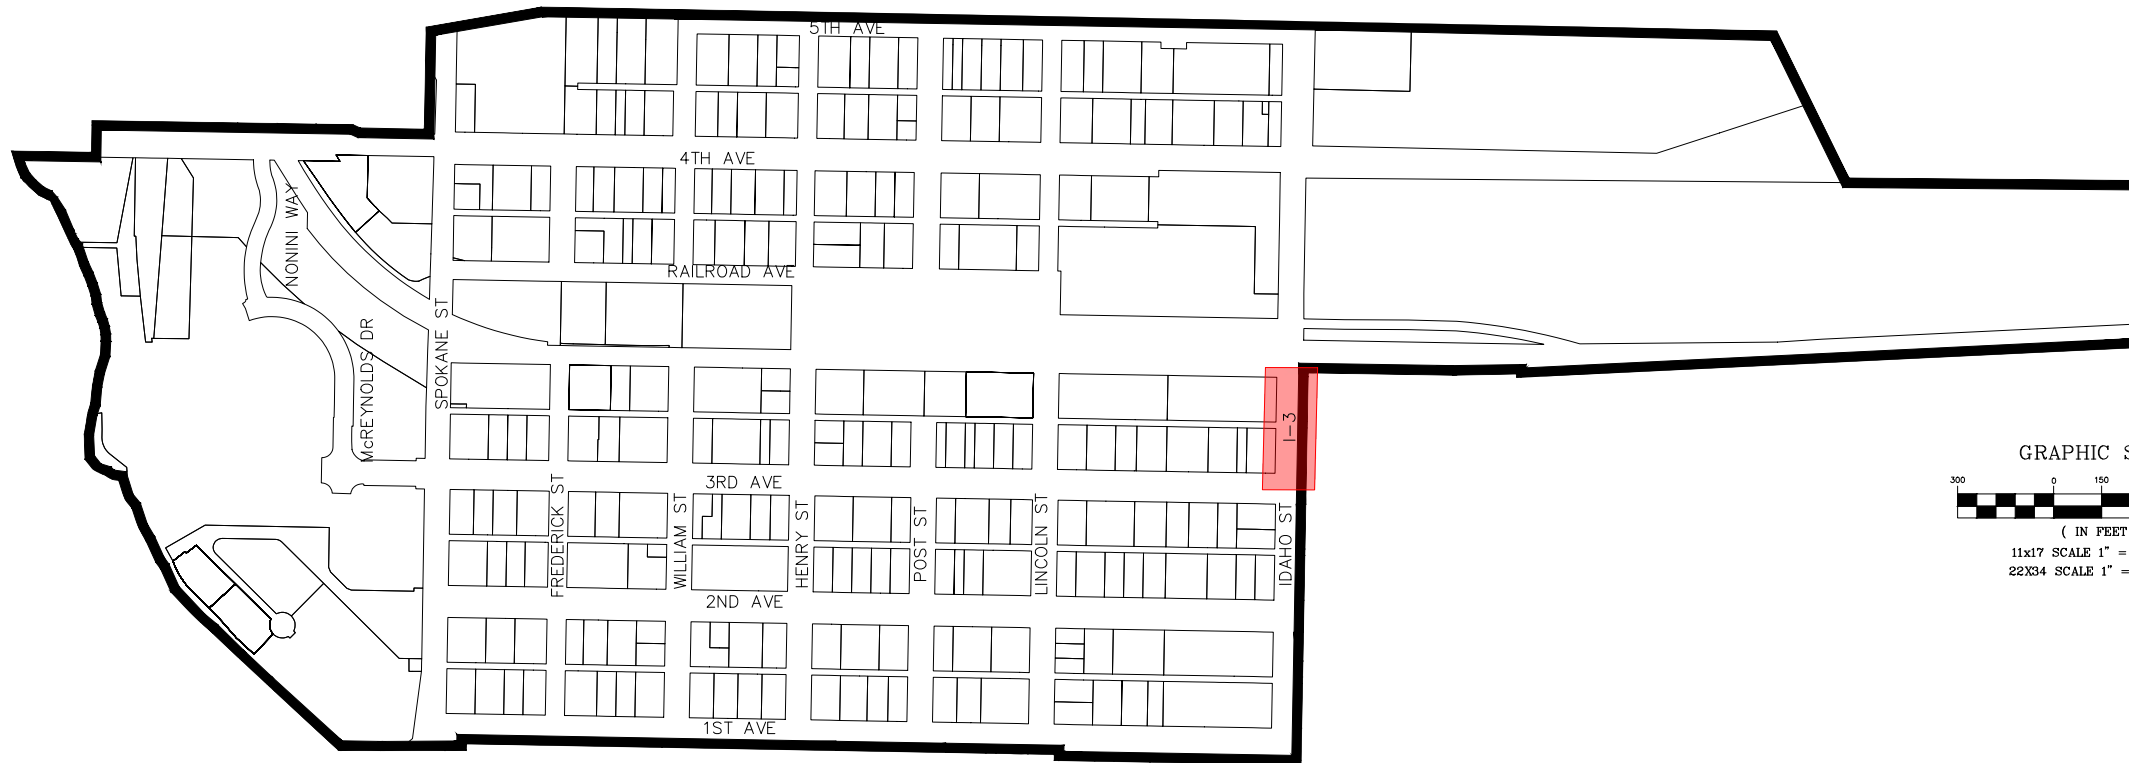 5TH AVE
4TH AVE
NONINI WAY
RAILROAD AVE
SPOKANE ST
McREYNOLDS DR
I-3
GRAPHIC S
3RD AVE
300 0 150
FREDERICK ST
WILLIAM ST
HENRY ST
POST ST
LINCOLN ST
IDAHO ST
( IN FEET
11x17 SCALE 1" =
22X34 SCALE 1" =
2ND AVE
1ST AVE